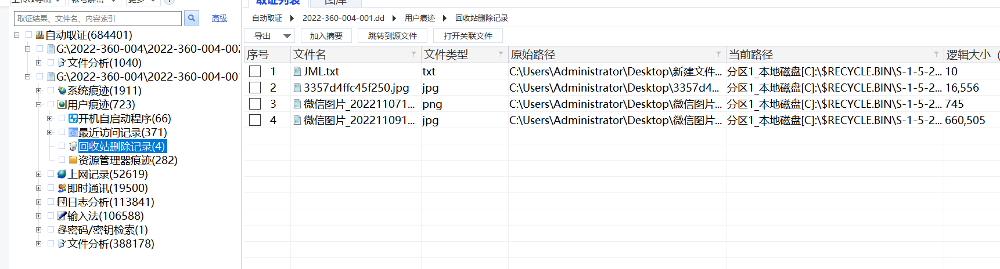 上传&导出 帐号解密 更多
取证结果、文件名、内容索引 高级
自动取证(684401)
G:\2022-360-004\2022-360-004-002
文件分析(1040)
G:\2022-360-004\2022-360-004-001
系统痕迹(1911)
用户痕迹(723)
开机自启动程序(66)
最近访问记录(371)
回收站删除记录(4)
资源管理器痕迹(282)
上网记录(52619)
即时通讯(19500)
日志分析(113841)
输入法(106588)
密码/密钥检索(1)
文件分析(388178)
取证列表 图库
自动取证 2022-360-004-001.dd 用户痕迹 回收站删除记录
导出 加入摘要 跳转到源文件 打开关联文件
序号 文件名 文件类型 原始路径 当前路径 逻辑大小（
1 JML.txt txt C:\Users\Administrator\Desktop\新建文件... 分区1_本地磁盘[C]:\$RECYCLE.BIN\S-1-5-2... 10
2 3357d4ffc45f250.jpg jpg C:\Users\Administrator\Desktop\3357d4... 分区1_本地磁盘[C]:\$RECYCLE.BIN\S-1-5-2... 16,556
3 微信图片_202211071... png C:\Users\Administrator\Desktop\微信图片... 分区1_本地磁盘[C]:\$RECYCLE.BIN\S-1-5-2... 745
4 微信图片_202211091... jpg C:\Users\Administrator\Desktop\微信图片... 分区1_本地磁盘[C]:\$RECYCLE.BIN\S-1-5-2... 660,505